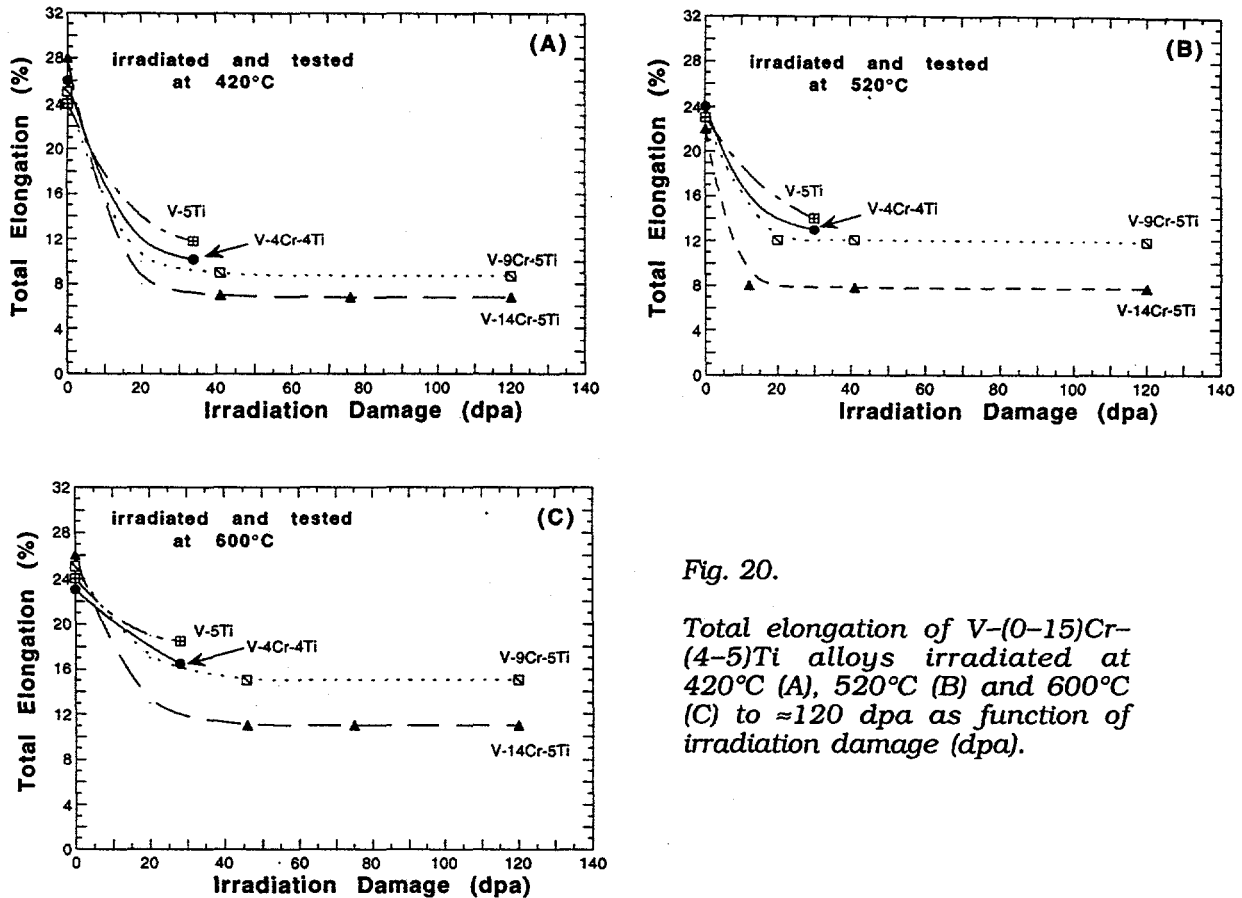 (A)
irradiated and tested
at 420°C
Total Elongation (%)
32
28
24
20
16
12
8
4
0
V-5Ti
V-4Cr-4Ti
V-9Cr-5Ti
V-14Cr-5Ti
0 20 40 60 80 100 120 140
Irradiation Damage (dpa)
(B)
irradiated and tested
at 520°C
Total Elongation (%)
32
28
24
20
16
12
8
4
0
V-5Ti
V-4Cr-4Ti
V-9Cr-5Ti
V-14Cr-5Ti
0 20 40 60 80 100 120 140
Irradiation Damage (dpa)
(C)
irradiated and tested
at 600°C
Total Elongation (%)
32
28
24
20
16
12
8
4
0
V-5Ti
V-4Cr-4Ti
V-9Cr-5Ti
V-14Cr-5Ti
0 20 40 60 80 100 120 140
Irradiation Damage (dpa)
Fig. 20.
Total elongation of V–(0–15)Cr–
(4–5)Ti alloys irradiated at
420°C (A), 520°C (B) and 600°C
(C) to ≈120 dpa as function of
irradiation damage (dpa).